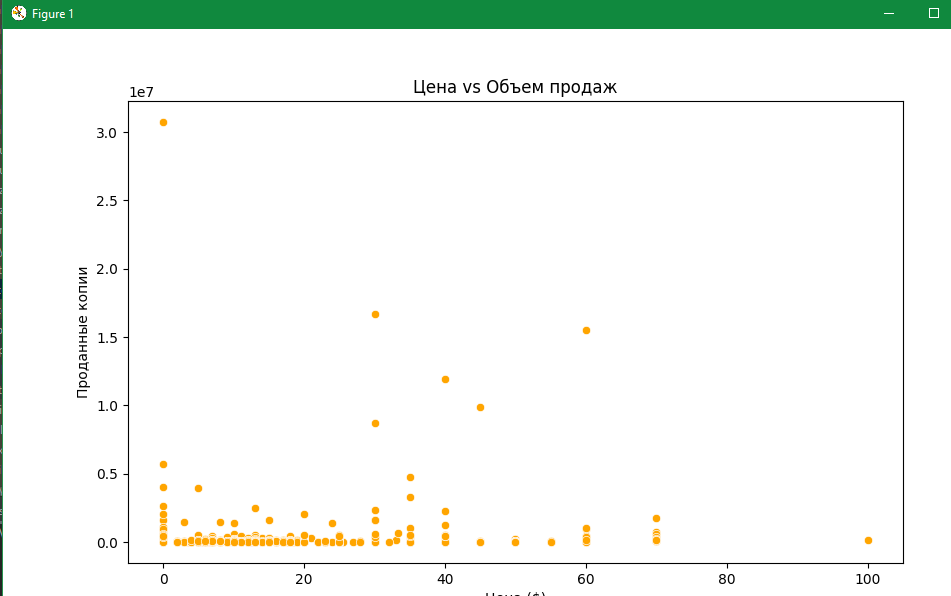 Figure 1
Цена vs Объем продаж
1e7
3.0
2.5
2.0
1.5
1.0
0.5
0.0
Проданные копии
0 20 40 60 80 100
Цена ($)